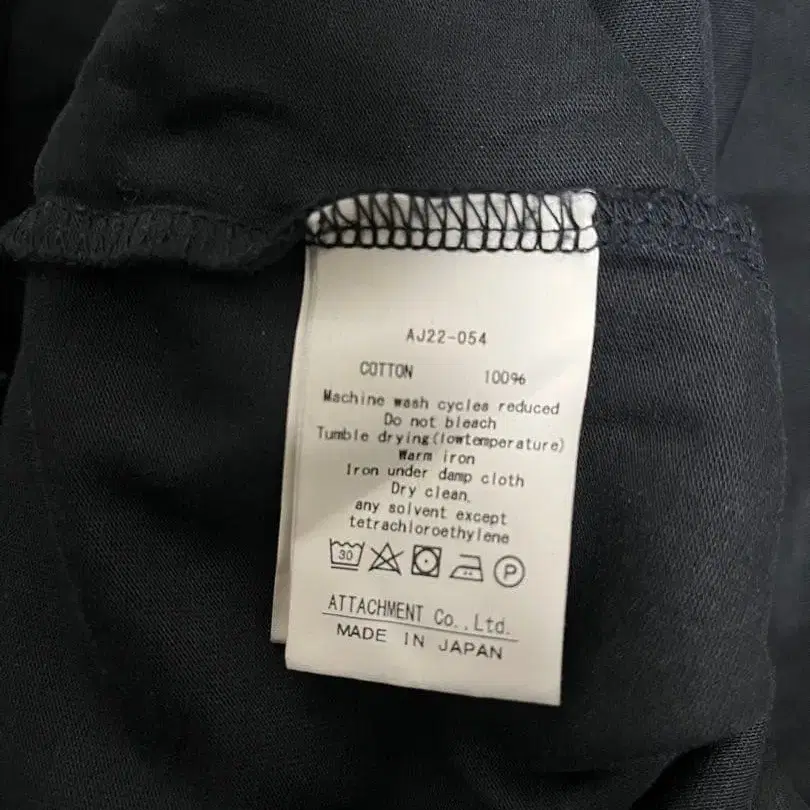 AJ22-054
COTTON 100%
Machine wash cycles reduced
Do not bleach
Tumble drying(lowtemperature)
Warm iron
Iron under damp cloth
Dry clean.
any solvent except
tetrachloroethylene
30 P
ATTACHMENT Co.,Ltd.
MADE IN JAPAN